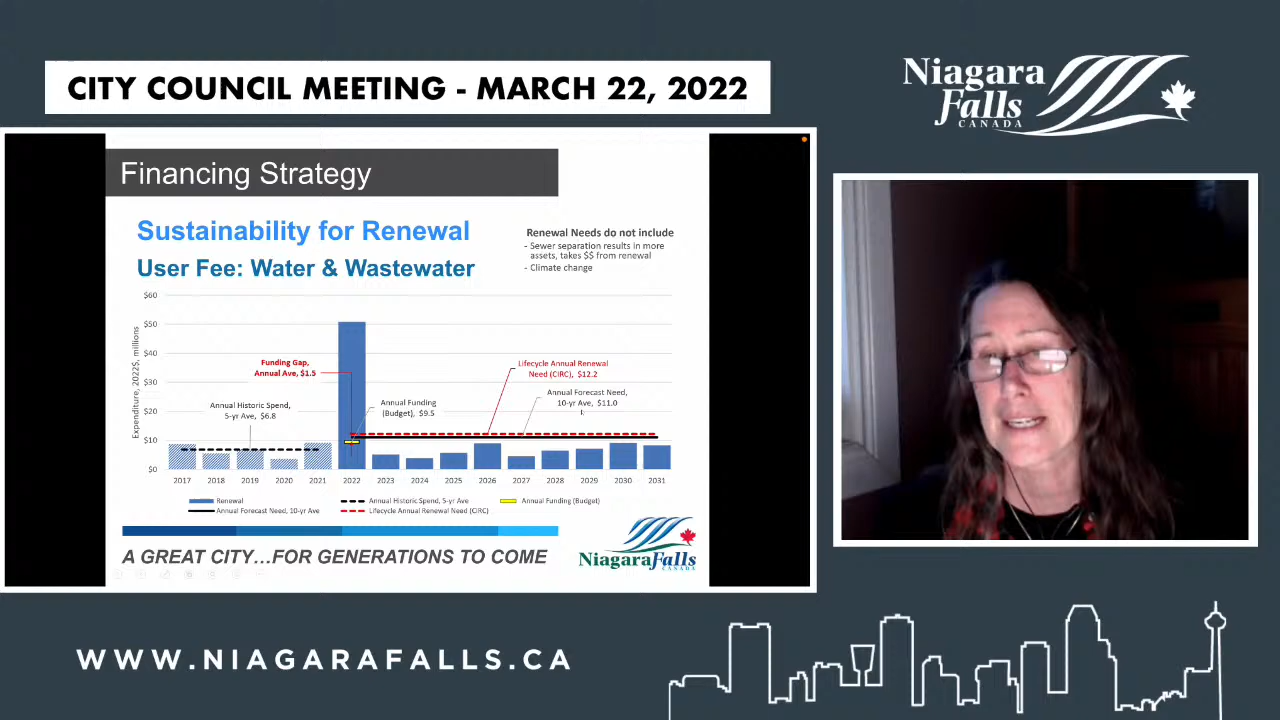 CITY COUNCIL MEETING - MARCH 22, 2022
Niagara
Falls
CANADA
Financing Strategy
Sustainability for Renewal
User Fee: Water & Wastewater
Renewal Needs do not include
- Sewer separation results in more
assets, takes $$ from renewal
- Climate change
Expenditure, 2022$, millions
$60
$50
$40
$30
$20
$10
$0
Funding Gap,
Annual Ave, $1.5
Annual Historic Spend,
5-yr Ave, $6.8
Annual Funding
(Budget), $9.5
Lifecycle Annual Renewal
Need (CIRC), $12.2
Annual Forecast Need,
10-yr Ave, $11.0
2017 2018 2019 2020 2021 2022 2023 2024 2025 2026 2027 2028 2029 2030 2031
Renewal Annual Historic Spend, 5-yr Ave Annual Funding (Budget)
Annual Forecast Need, 10-yr Ave Lifecycle Annual Renewal Need (CIRC)
A GREAT CITY...FOR GENERATIONS TO COME
NiagaraFalls
CANADA
WWW.NIAGARAFALLS.CA